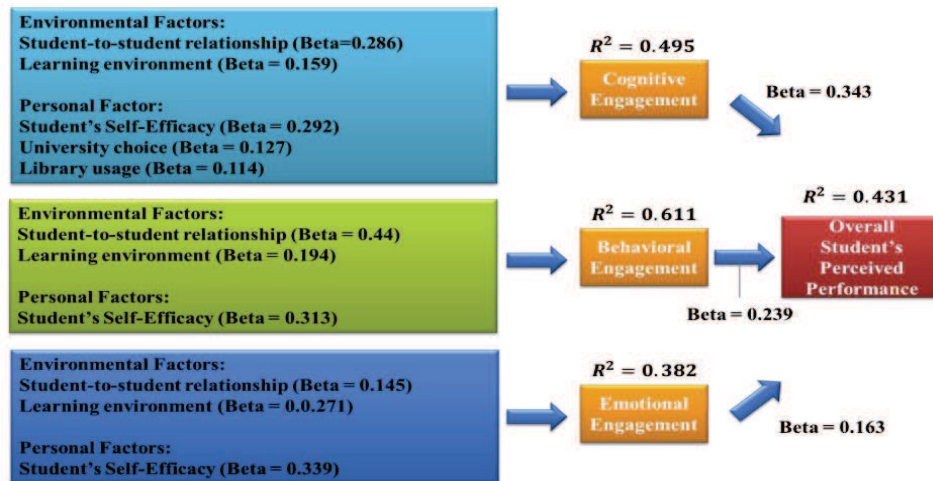 Environmental Factors:
Student-to-student relationship (Beta=0.286)
Learning environment (Beta = 0.159)
Personal Factor:
Student's Self-Efficacy (Beta = 0.292)
University choice (Beta = 0.127)
Library usage (Beta = 0.114)
R² = 0.495
Cognitive
Engagement
Beta = 0.343
Environmental Factors:
Student-to-student relationship (Beta = 0.44)
Learning environment (Beta = 0.194)
Personal Factors:
Student's Self-Efficacy (Beta = 0.313)
R² = 0.611
Behavioral
Engagement
Beta = 0.239
R² = 0.431
Overall
Student's
Perceived
Performance
Environmental Factors:
Student-to-student relationship (Beta = 0.145)
Learning environment (Beta = 0.0.271)
Personal Factors:
Student's Self-Efficacy (Beta = 0.339)
R² = 0.382
Emotional
Engagement
Beta = 0.163